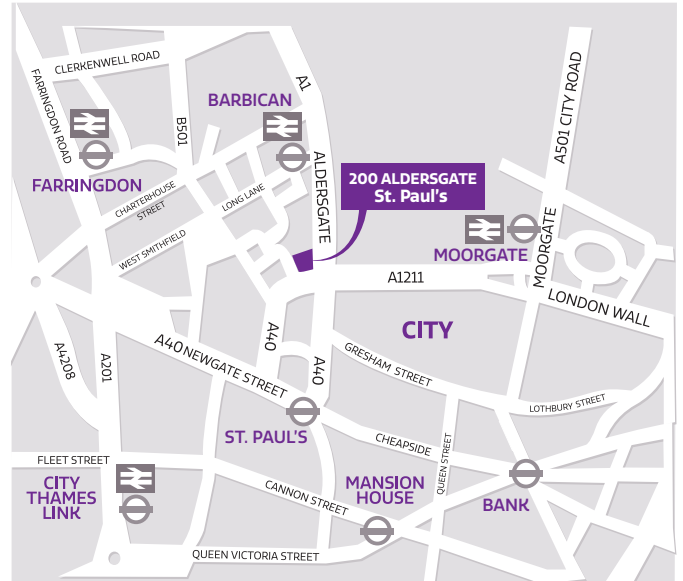 CLERKENWELL ROAD
A1
FARRINGDON ROAD
B501
BARBICAN
A501 CITY ROAD
FARRINGDON
ALDERSGATE
200 ALDERSGATE
St. Paul's
CHARTERHOUSE
STREET
LONG LANE
WEST SMITHFIELD
MOORGATE
MOORGATE
A1211
LONDON WALL
CITY
A4208
A201
A40 NEWGATE STREET
A40
A40
GRESHAM STREET
LOTHBURY STREET
ST. PAUL'S
CHEAPSIDE
QUEEN STREET
FLEET STREET
CITY
THAMES
LINK
CANNON STREET
MANSION
HOUSE
BANK
QUEEN VICTORIA STREET